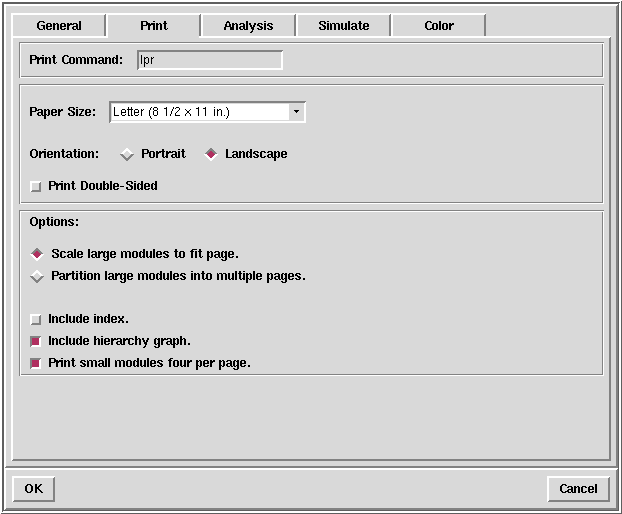 General Print Analysis Simulate Color
Print Command: lpr
Paper Size: Letter (8 1/2 × 11 in.)
Orientation: Portrait Landscape
Print Double-Sided
Options:
Scale large modules to fit page.
Partition large modules into multiple pages.
Include index.
Include hierarchy graph.
Print small modules four per page.
OK Cancel